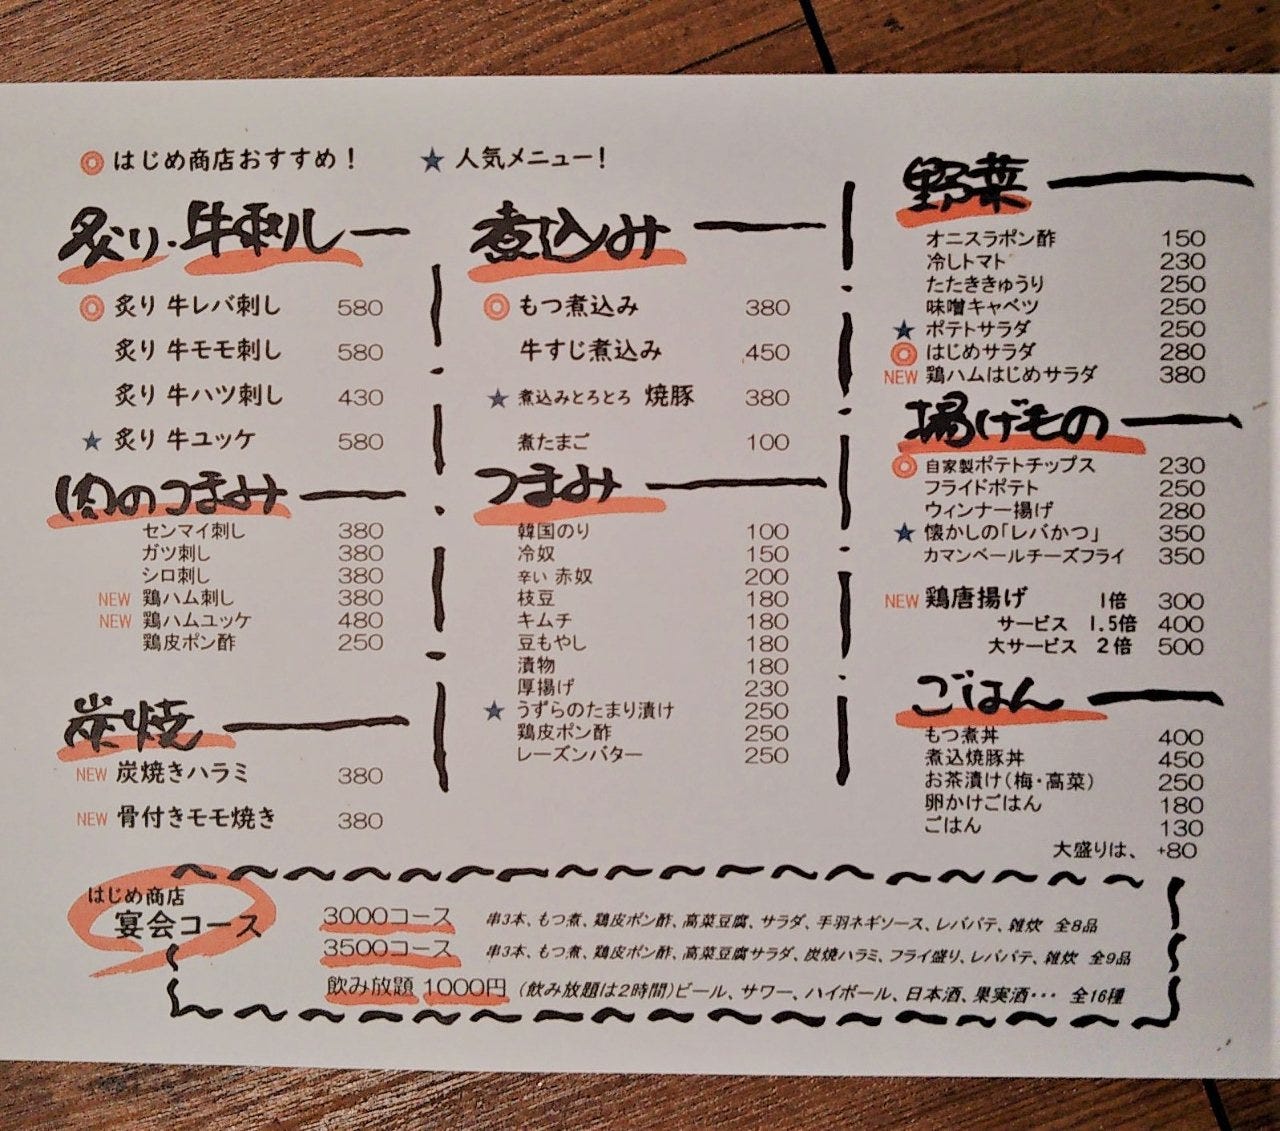 はじめ商店おすすめ！ 人気メニュー！
炙り・牛刺し
炙り 牛レバ刺し 580
炙り 牛モモ刺し 580
炙り 牛ハツ刺し 430
炙り 牛ユッケ 580
肉のつまみ
センマイ刺し 380
ガツ刺し 380
シロ刺し 380
NEW 鶏ハム刺し 380
NEW 鶏ハムユッケ 480
鶏皮ポン酢 250
炭焼
NEW 炭焼きハラミ 380
NEW 骨付きモモ焼き 380
煮込み
もつ煮込み 380
牛すじ煮込み 450
煮込みとろとろ 焼豚 380
煮たまご 100
つまみ
韓国のり 100
冷奴 150
辛い 赤奴 200
枝豆 180
キムチ 180
豆もやし 180
漬物 180
厚揚げ 230
うずらのたまり漬け 250
鶏皮ポン酢 250
レーズンバター 250
野菜
オニスラポン酢 150
冷しトマト 230
たたききゅうり 250
味噌キャベツ 250
ポテトサラダ 250
はじめサラダ 280
NEW 鶏ハムはじめサラダ 380
揚げもの
自家製ポテトチップス 230
フライドポテト 250
ウィンナー揚げ 280
懐かしの「レバかつ」 350
カマンベールチーズフライ 350
NEW 鶏唐揚げ 1倍 300
サービス 1.5倍 400
大サービス 2倍 500
ごはん
もつ煮丼 400
煮込焼豚丼 450
お茶漬け(梅・高菜) 250
卵かけごはん 180
ごはん 130
大盛りは、 +80
はじめ商店
宴会コース
3000コース 串3本、もつ煮、鶏皮ポン酢、高菜豆腐、サラダ、手羽ネギソース、レバパテ、雑炊 全8品
3500コース 串3本、もつ煮、鶏皮ポン酢、高菜豆腐サラダ、炭焼ハラミ、フライ盛り、レバパテ、雑炊 全9品
飲み放題 1000円 (飲み放題は2時間)ビール、サワー、ハイボール、日本酒、果実酒・・・ 全16種